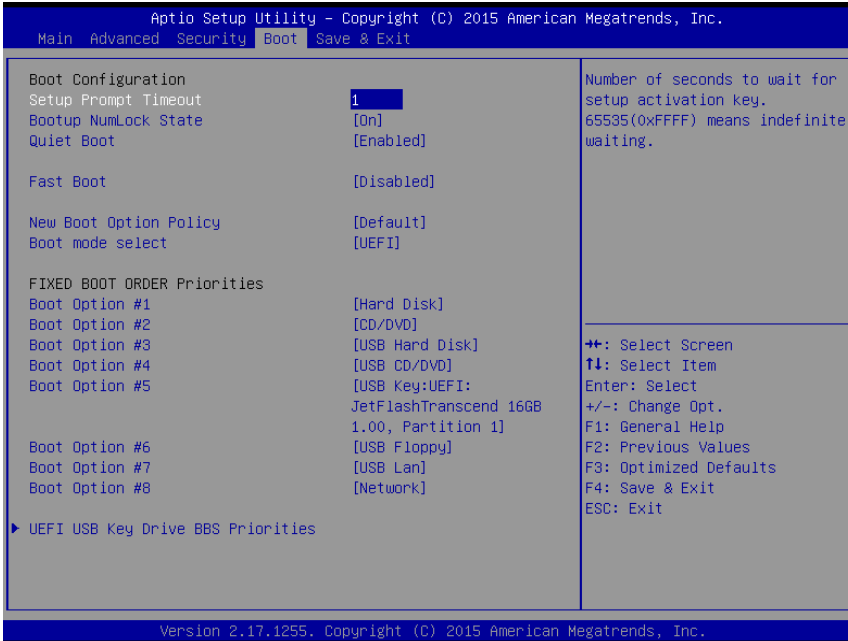 Aptio Setup Utility – Copyright (C) 2015 American Megatrends, Inc.
Main Advanced Security Boot Save & Exit
Boot Configuration
Setup Prompt Timeout 1
Bootup NumLock State [On]
Quiet Boot [Enabled]
Fast Boot [Disabled]
New Boot Option Policy [Default]
Boot mode select [UEFI]
FIXED BOOT ORDER Priorities
Boot Option #1 [Hard Disk]
Boot Option #2 [CD/DVD]
Boot Option #3 [USB Hard Disk]
Boot Option #4 [USB CD/DVD]
Boot Option #5 [USB Key:UEFI:
JetFlashTranscend 16GB
1.00, Partition 1]
Boot Option #6 [USB Floppy]
Boot Option #7 [USB Lan]
Boot Option #8 [Network]
UEFI USB Key Drive BBS Priorities
Number of seconds to wait for
setup activation key.
65535(0xFFFF) means indefinite
waiting.
→←: Select Screen
↑↓: Select Item
Enter: Select
+/-: Change Opt.
F1: General Help
F2: Previous Values
F3: Optimized Defaults
F4: Save & Exit
ESC: Exit
Version 2.17.1255. Copyright (C) 2015 American Megatrends, Inc.